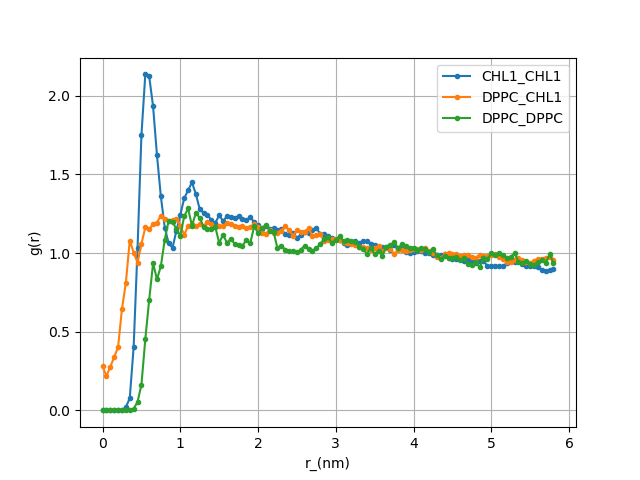 CHL1_CHL1
DPPC_CHL1
DPPC_DPPC
2.0
1.5
1.0
0.5
0.0
g(r)
0 1 2 3 4 5 6
r_(nm)